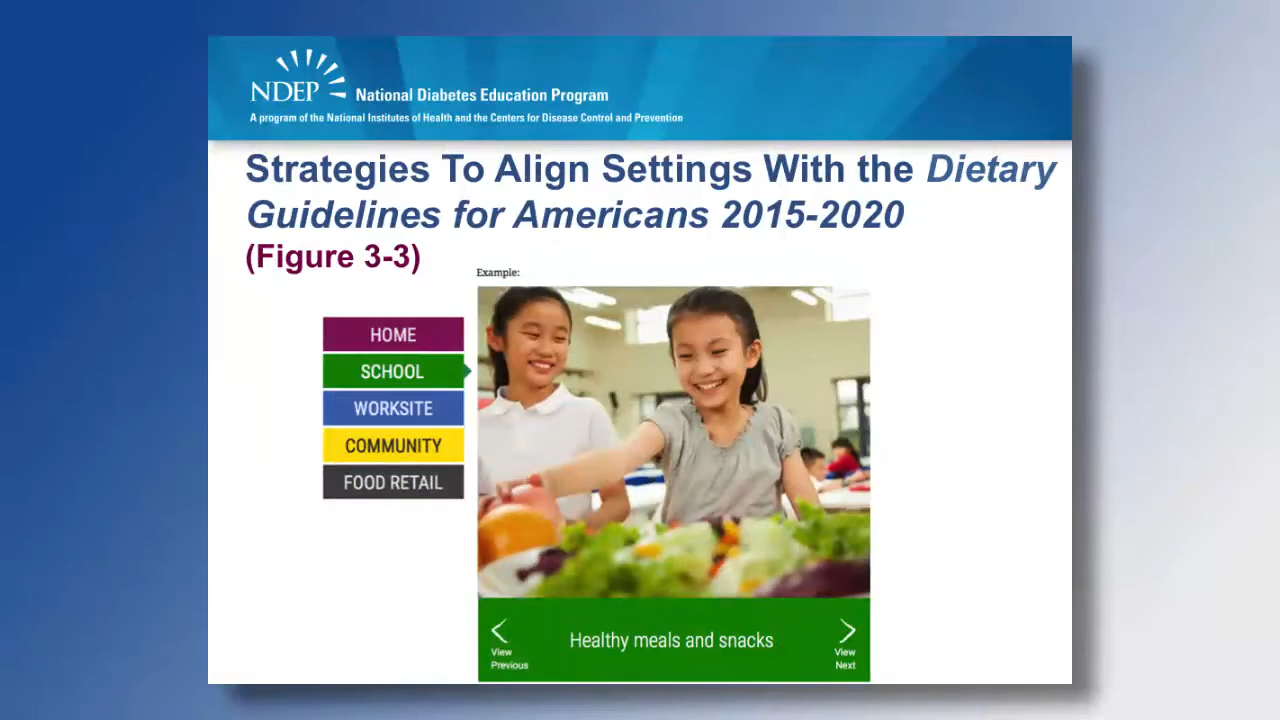 NDEP
National Diabetes Education Program
A program of the National Institutes of Health and the Centers for Disease Control and Prevention
Strategies To Align Settings With the Dietary
Guidelines for Americans 2015-2020
(Figure 3-3)
Example:
HOME
SCHOOL
WORKSITE
COMMUNITY
FOOD RETAIL
Healthy meals and snacks
View
Previous
View
Next